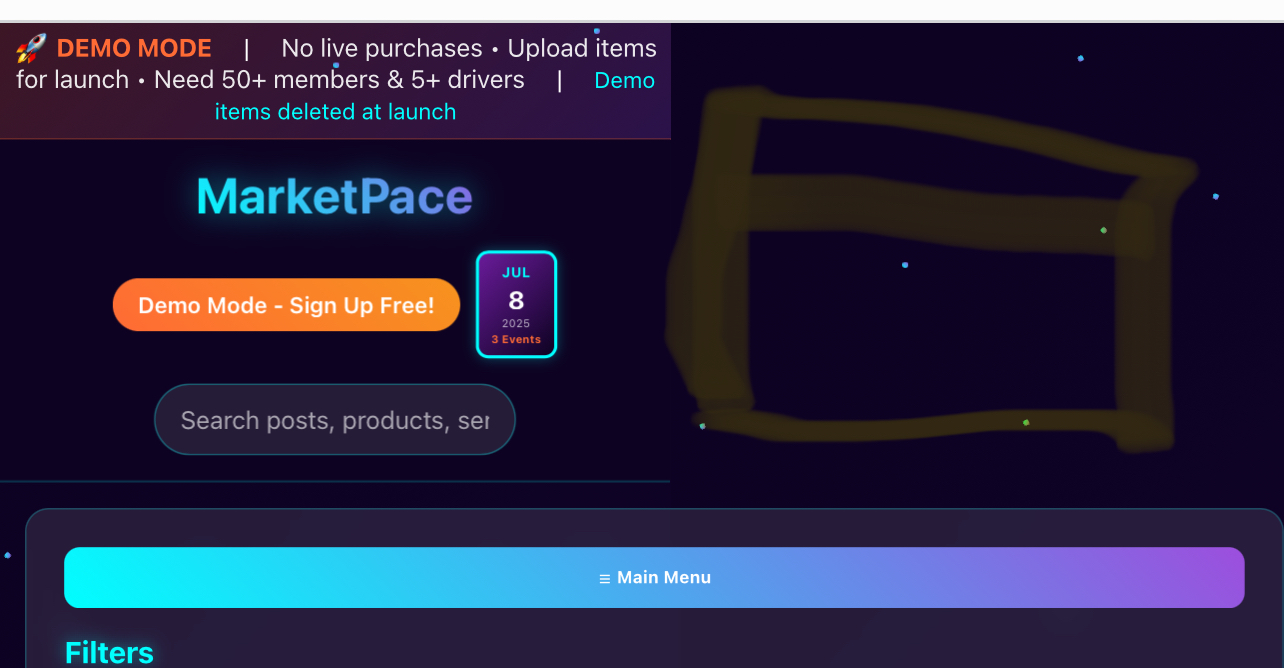 🚀 DEMO MODE | No live purchases • Upload items
for launch • Need 50+ members & 5+ drivers | Demo
items deleted at launch
MarketPace
Demo Mode - Sign Up Free!
JUL
8
2025
3 Events
Search posts, products, ser
≡ Main Menu
Filters